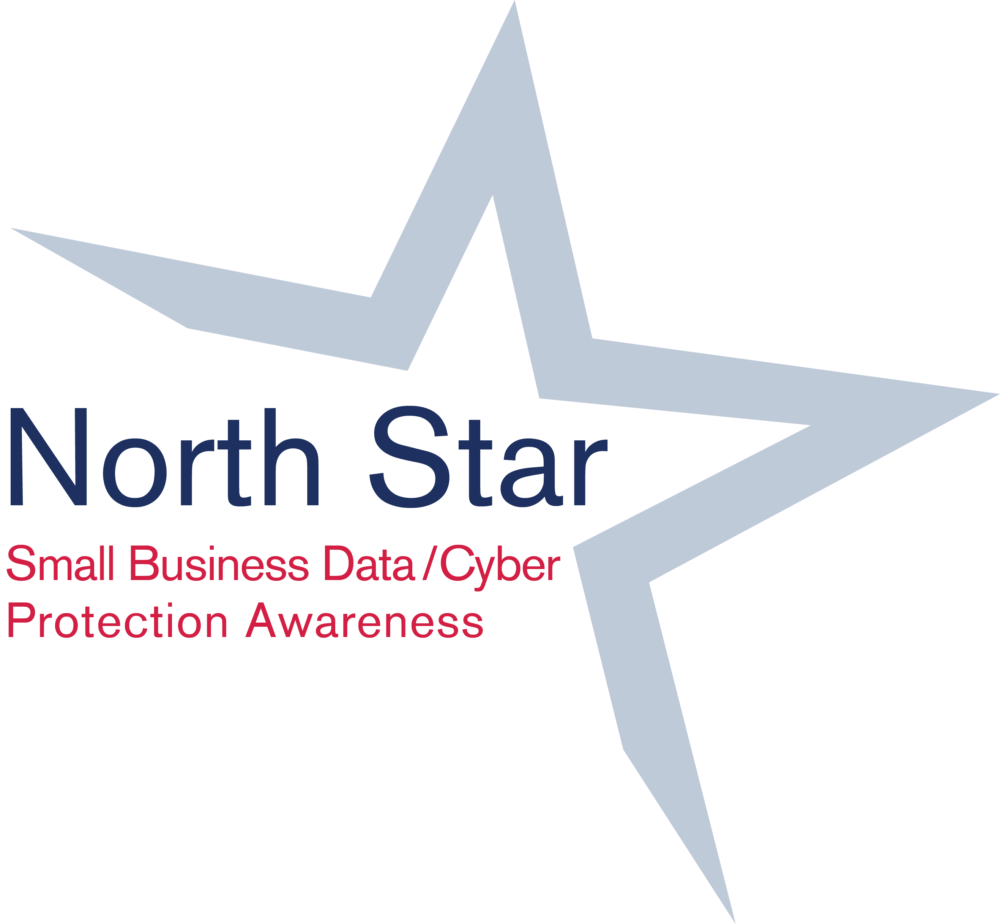 North Star
Small Business Data/Cyber
Protection Awareness